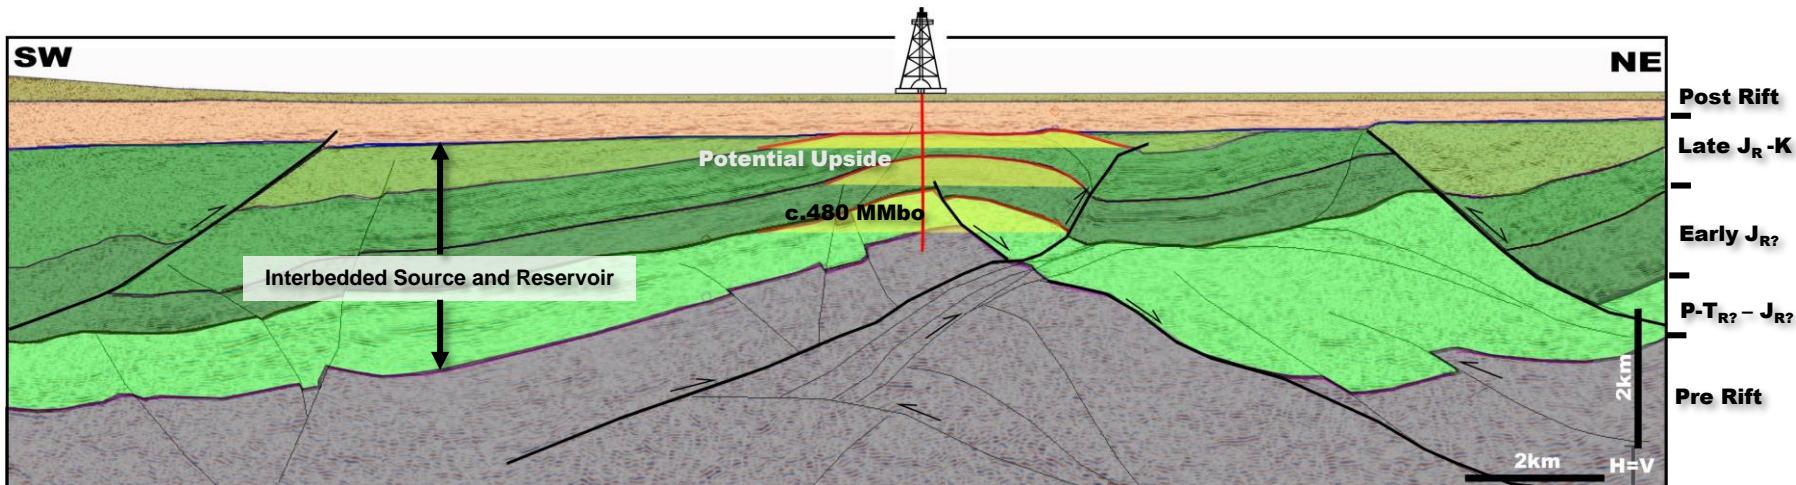 SW
NE
Post Rift
Late JR -K
Potential Upside
c.480 MMbo
Early JR?
Interbedded Source and Reservoir
P-TR? – JR?
2km
Pre Rift
2km
H=V